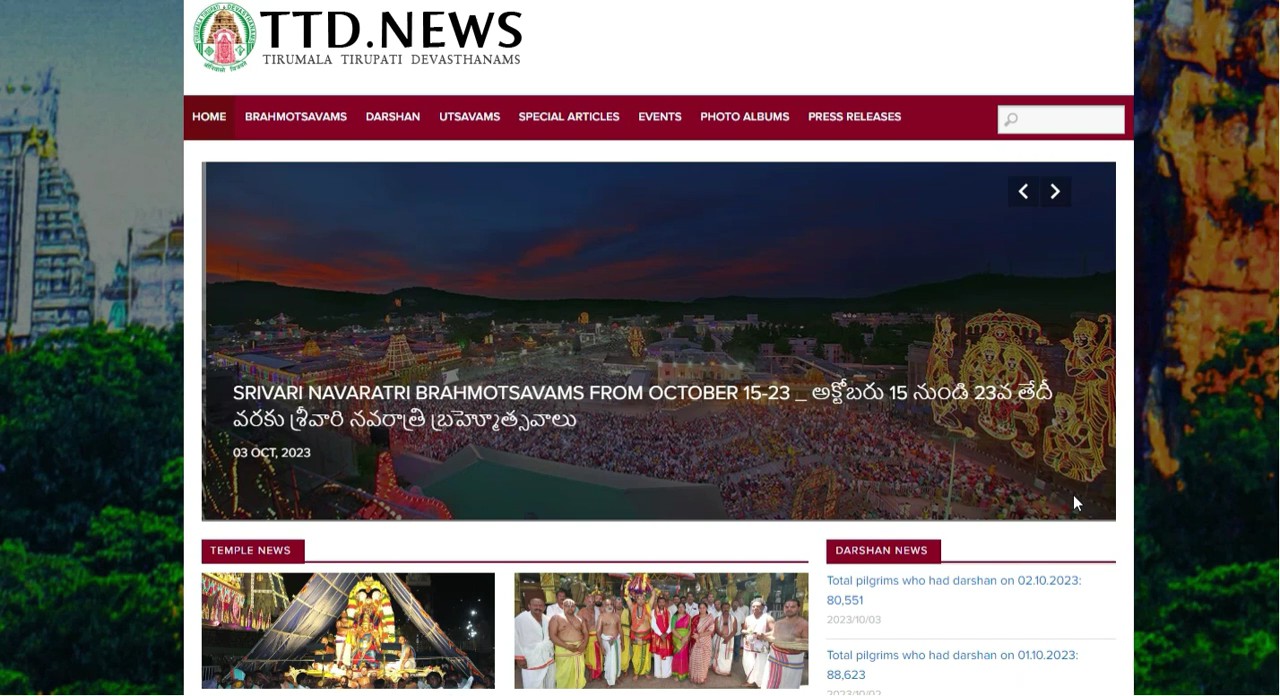 TTD.NEWS
TIRUMALA TIRUPATI DEVASTHANAMS
HOME BRAHMOTSAVAMS DARSHAN UTSAVAMS SPECIAL ARTICLES EVENTS PHOTO ALBUMS PRESS RELEASES
SRIVARI NAVARATRI BRAHMOTSAVAMS FROM OCTOBER 15-23 _ అక్టోబరు 15 నుండి 23వ తేదీ
వరకు శ్రీవారి నవరాత్రి బ్రహ్మోత్సవాలు
03 OCT, 2023
TEMPLE NEWS
DARSHAN NEWS
Total pilgrims who had darshan on 02.10.2023:
80,551
2023/10/03
Total pilgrims who had darshan on 01.10.2023:
88,623
2023/10/02